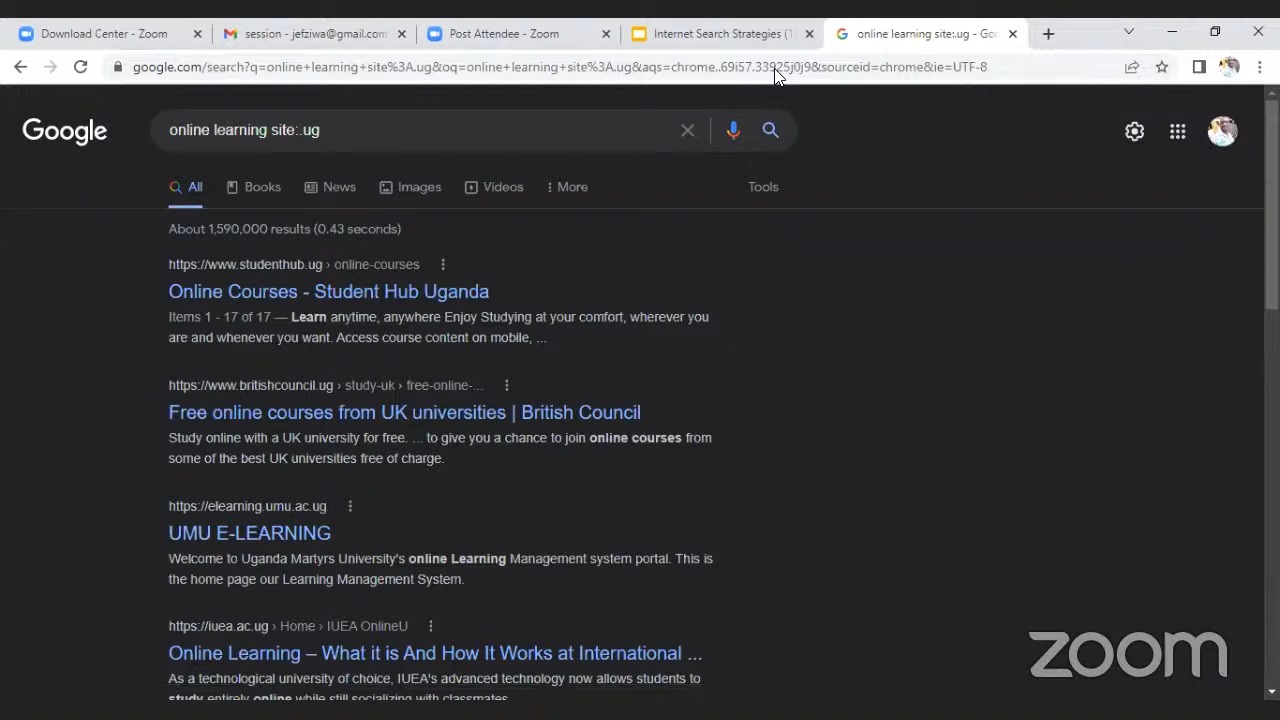 Download Center - Zoom
session - jefziwa@gmail.com
Post Attendee - Zoom
Internet Search Strategies (1
online learning site:.ug - Goo
google.com/search?q=online+learning+site%3A.ug&oq=online+learning+site%3A.ug&aqs=chrome..69i57.33925j0j9&sourceid=chrome&ie=UTF-8
Google
online learning site:.ug
All
Books
News
Images
Videos
More
Tools
About 1,590,000 results (0.43 seconds)
https://www.studenthub.ug › online-courses
Online Courses - Student Hub Uganda
Items 1 - 17 of 17 — Learn anytime, anywhere Enjoy Studying at your comfort, wherever you
are and whenever you want. Access course content on mobile, ...
https://www.britishcouncil.ug › study-uk › free-online-...
Free online courses from UK universities | British Council
Study online with a UK university for free. ... to give you a chance to join online courses from
some of the best UK universities free of charge.
https://elearning.umu.ac.ug
UMU E-LEARNING
Welcome to Uganda Martyrs University's online Learning Management system portal. This is
the home page our Learning Management System.
https://iuea.ac.ug › Home › IUEA OnlineU
Online Learning – What it is And How It Works at International ...
As a technological university of choice, IUEA's advanced technology now allows students to
study entirely online while still socializing with classmates.
zoom